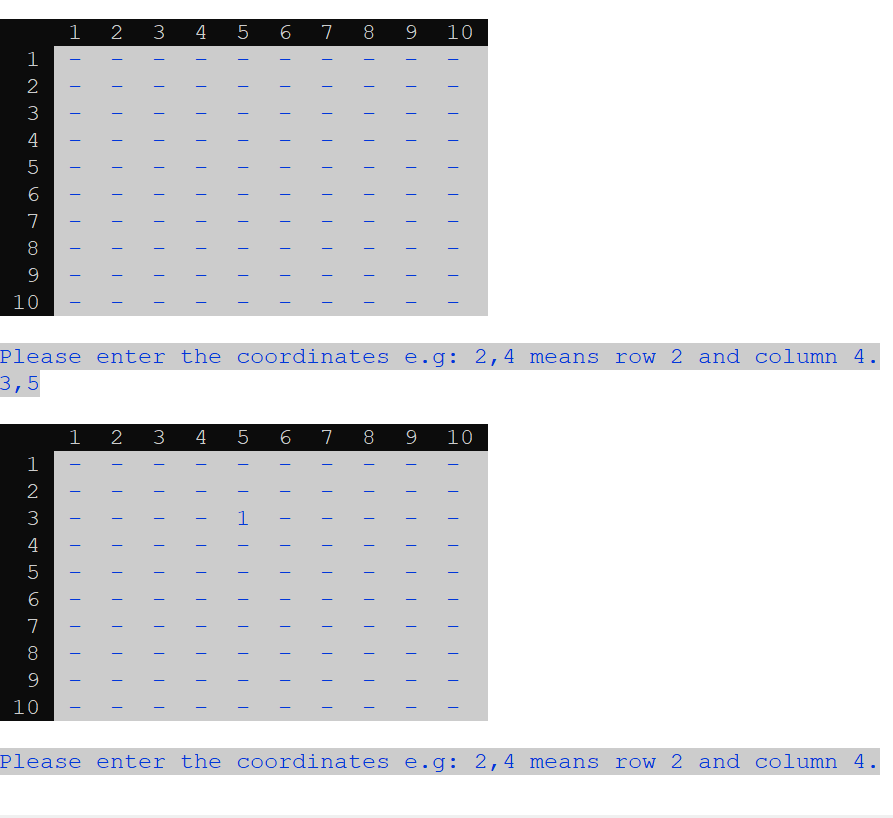 1 2 3 4 5 6 7 8 9 10
1 - - - - - - - - - -
2 - - - - - - - - - -
3 - - - - - - - - - -
4 - - - - - - - - - -
5 - - - - - - - - - -
6 - - - - - - - - - -
7 - - - - - - - - - -
8 - - - - - - - - - -
9 - - - - - - - - - -
10 - - - - - - - - - -
Please enter the coordinates e.g: 2,4 means row 2 and column 4.
3,5
1 2 3 4 5 6 7 8 9 10
1 - - - - - - - - - -
2 - - - - - - - - - -
3 - - - - 1 - - - - -
4 - - - - - - - - - -
5 - - - - - - - - - -
6 - - - - - - - - - -
7 - - - - - - - - - -
8 - - - - - - - - - -
9 - - - - - - - - - -
10 - - - - - - - - - -
Please enter the coordinates e.g: 2,4 means row 2 and column 4.